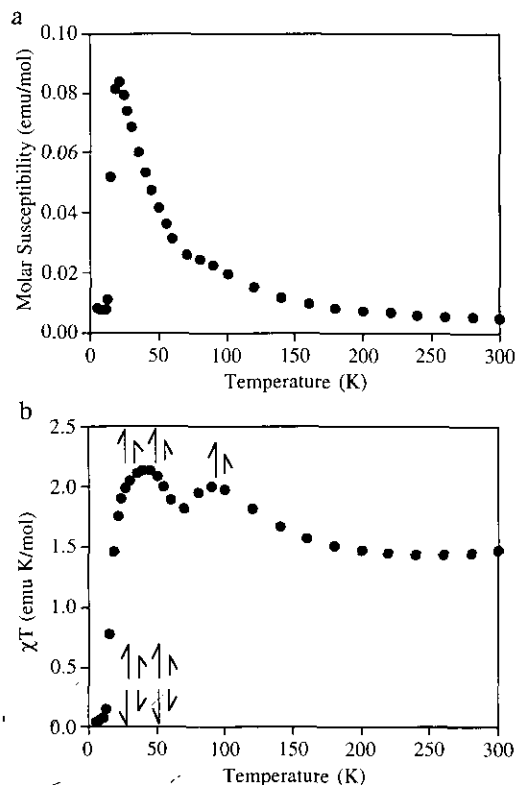 a
0.10
0.08
0.06
0.04
0.02
0.00
Molar Susceptibility (emu/mol)
0 50 100 150 200 250 300
Temperature (K)
b
2.5
2.0
1.5
1.0
0.5
0.0
χT (emu K/mol)
0 50 100 150 200 250 300
Temperature (K)